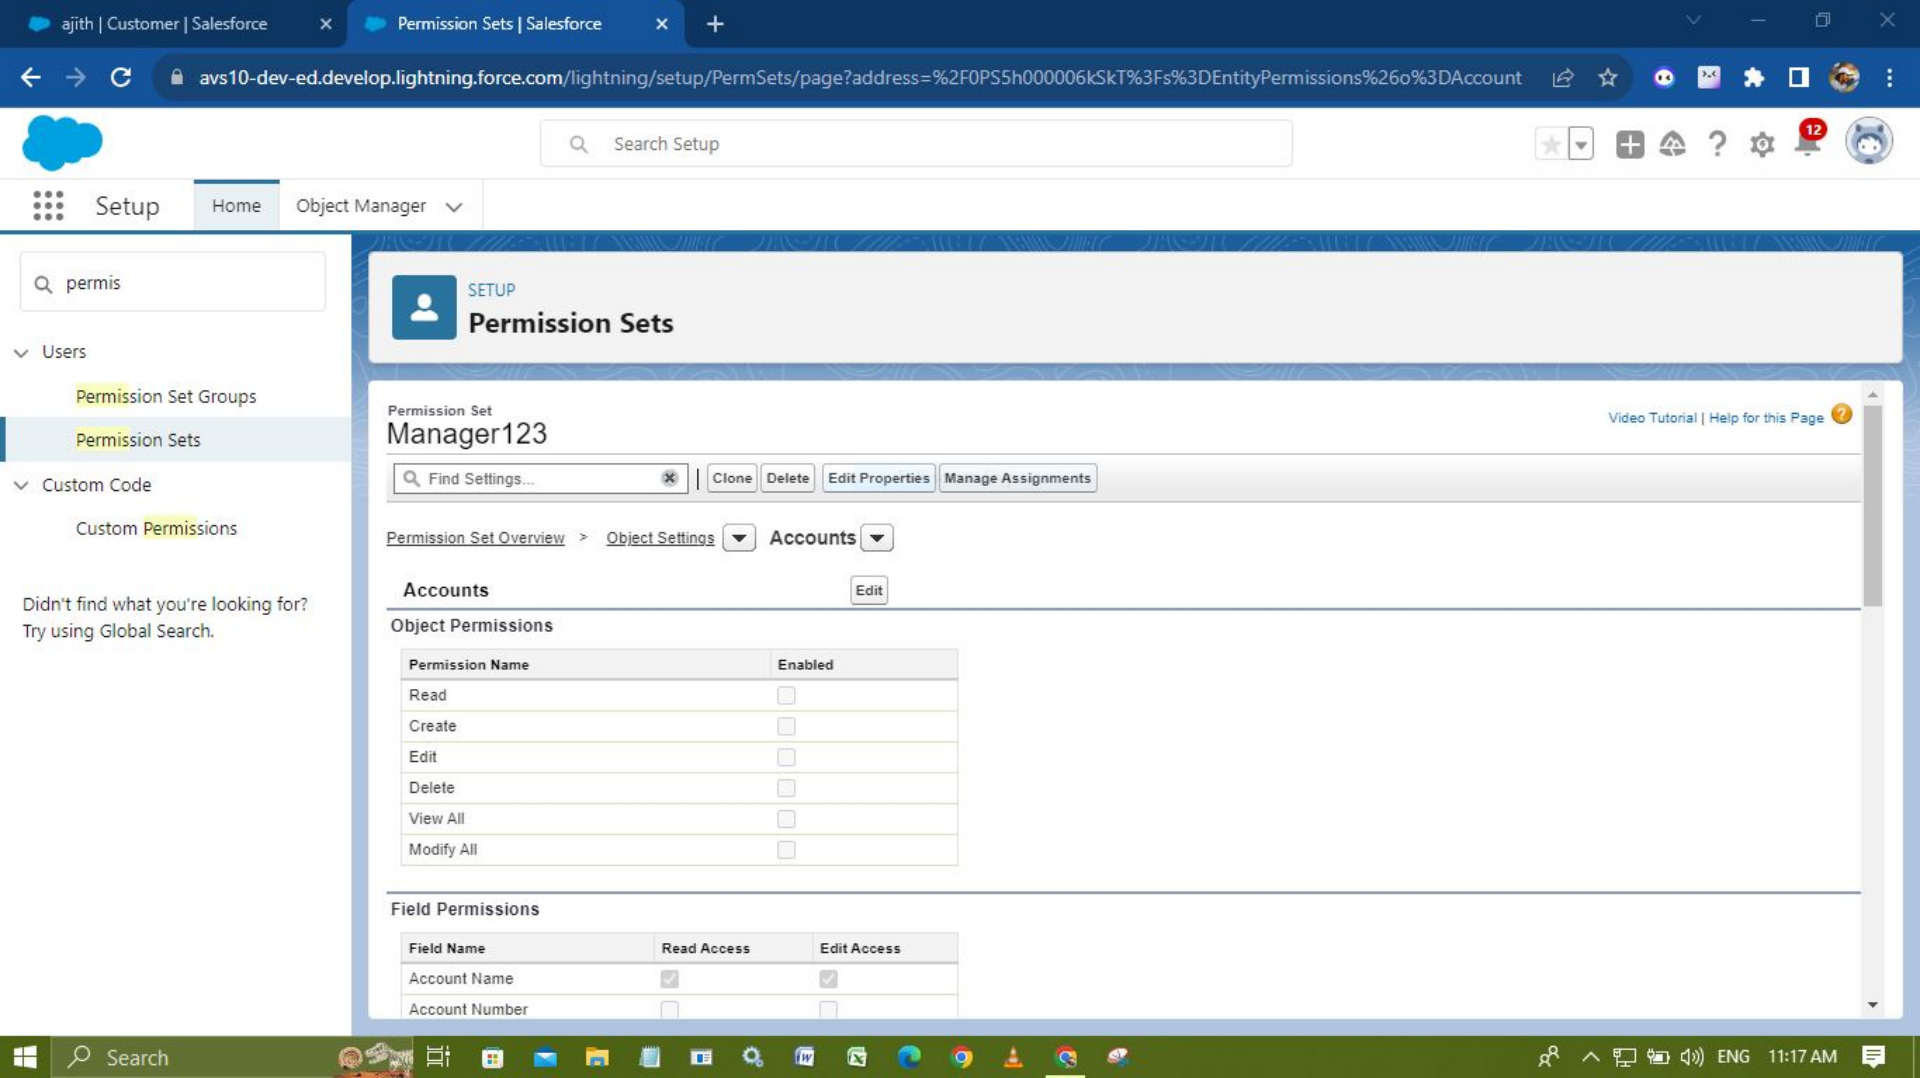 ajith | Customer | Salesforce
Permission Sets | Salesforce
avs10-dev-ed.develop.lightning.force.com/lightning/setup/PermSets/page?address=%2F0PS5h000006kSkT%3Fs%3DEntityPermissions%26o%3DAccount
Search Setup
12
Setup Home Object Manager
permis
SETUP
Permission Sets
Users
Permission Set Groups
Permission Sets
Custom Code
Custom Permissions
Didn't find what you're looking for?
Try using Global Search.
Permission Set
Manager123
Video Tutorial | Help for this Page
Find Settings... | Clone Delete Edit Properties Manage Assignments
Permission Set Overview > Object Settings Accounts
Accounts Edit
Object Permissions
Permission Name Enabled
Read
Create
Edit
Delete
View All
Modify All
Field Permissions
Field Name Read Access Edit Access
Account Name
Account Number
Search
ENG 11:17 AM